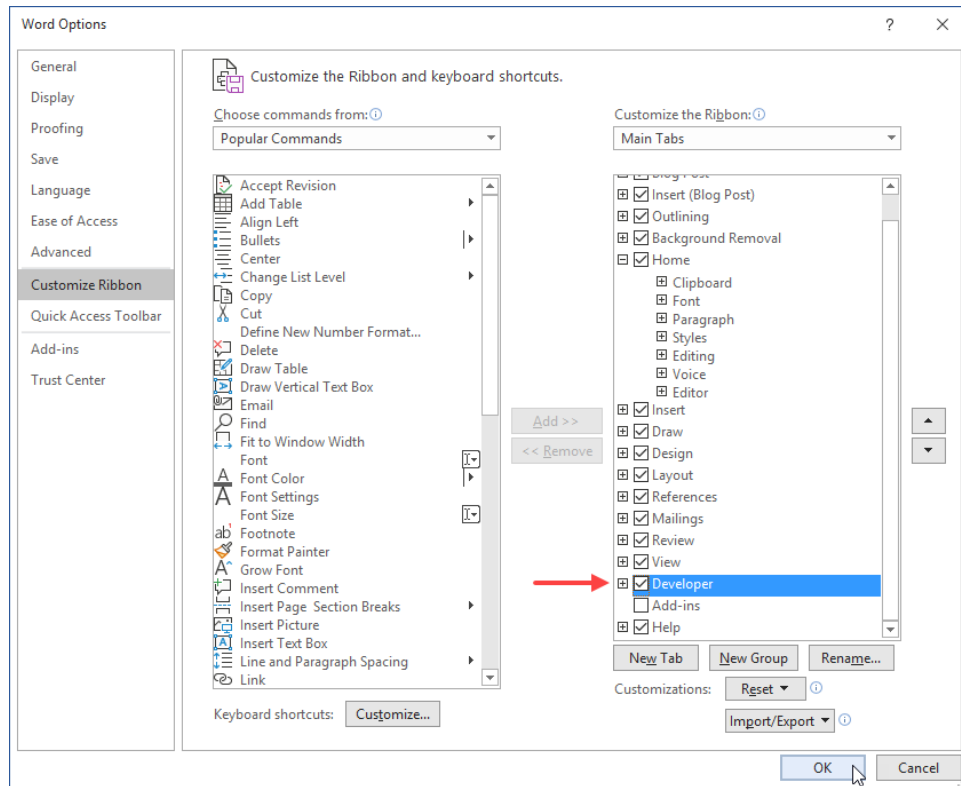 Word Options
?
General
Display
Proofing
Save
Language
Ease of Access
Advanced
Customize Ribbon
Quick Access Toolbar
Add-ins
Trust Center
Customize the Ribbon and keyboard shortcuts.
Choose commands from:
Popular Commands
Accept Revision
Add Table
Align Left
Bullets
Center
Change List Level
Copy
Cut
Define New Number Format...
Delete
Draw Table
Draw Vertical Text Box
Email
Find
Fit to Window Width
Font
Font Color
Font Settings
Font Size
Footnote
Format Painter
Grow Font
Insert Comment
Insert Page Section Breaks
Insert Picture
Insert Text Box
Line and Paragraph Spacing
Link
Keyboard shortcuts: Customize...
Add >>
<< Remove
Customize the Ribbon:
Main Tabs
Blog Post
Insert (Blog Post)
Outlining
Background Removal
Home
Clipboard
Font
Paragraph
Styles
Editing
Voice
Editor
Insert
Draw
Design
Layout
References
Mailings
Review
View
Developer
Add-ins
Help
New Tab New Group Rename...
Customizations: Reset
Import/Export
OK Cancel